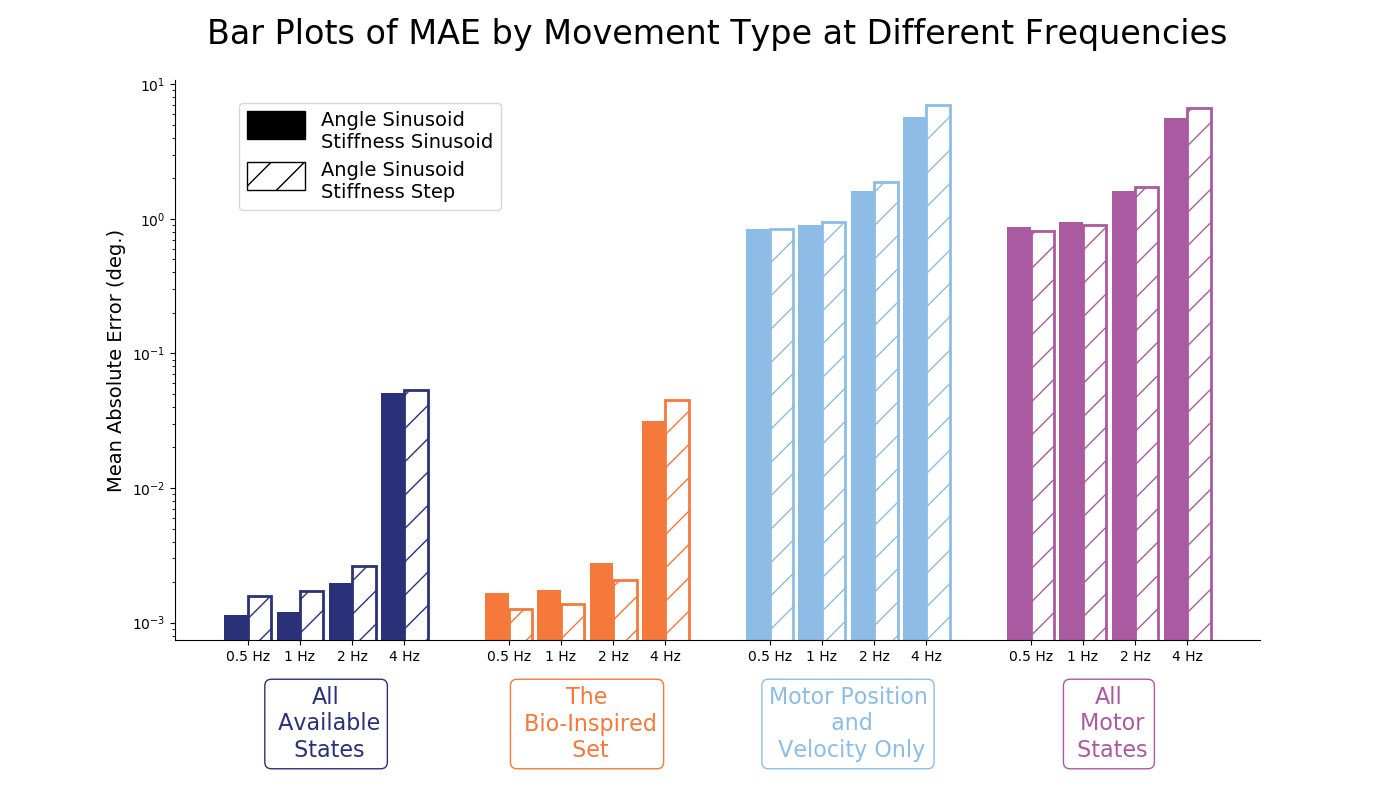 Bar Plots of MAE by Movement Type at Different Frequencies
Angle Sinusoid
Stiffness Sinusoid
Angle Sinusoid
Stiffness Step
Mean Absolute Error (deg.)
10¹
10⁰
10⁻¹
10⁻²
10⁻³
0.5 Hz 1 Hz 2 Hz 4 Hz 0.5 Hz 1 Hz 2 Hz 4 Hz 0.5 Hz 1 Hz 2 Hz 4 Hz 0.5 Hz 1 Hz 2 Hz 4 Hz
All
Available
States
The
Bio-Inspired
Set
Motor Position
and
Velocity Only
All
Motor
States